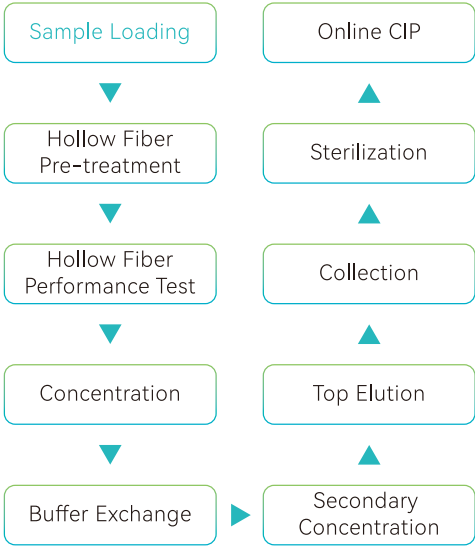 Sample Loading
Hollow Fiber
Pre-treatment
Hollow Fiber
Performance Test
Concentration
Buffer Exchange
Secondary
Concentration
Top Elution
Collection
Sterilization
Online CIP